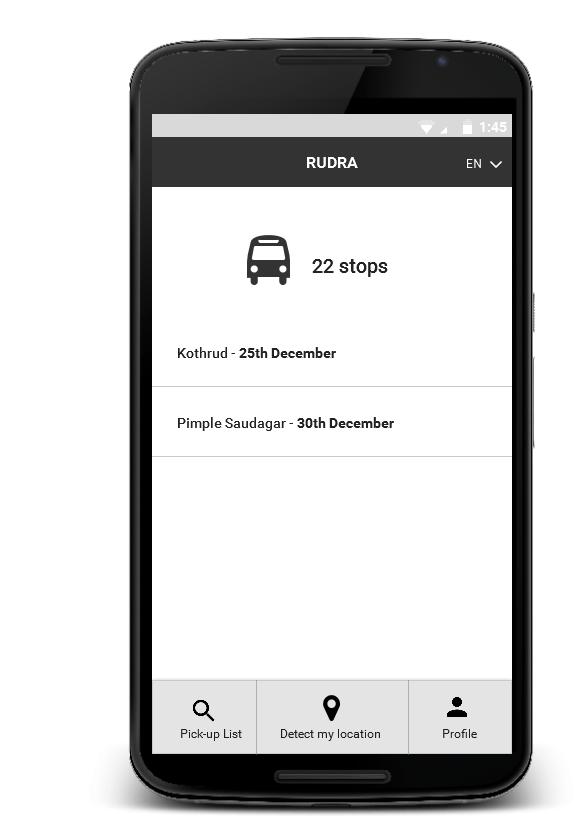 1:45
RUDRA
EN
22 stops
Kothrud - 25th December
Pimple Saudagar - 30th December
Pick-up List
Detect my location
Profile